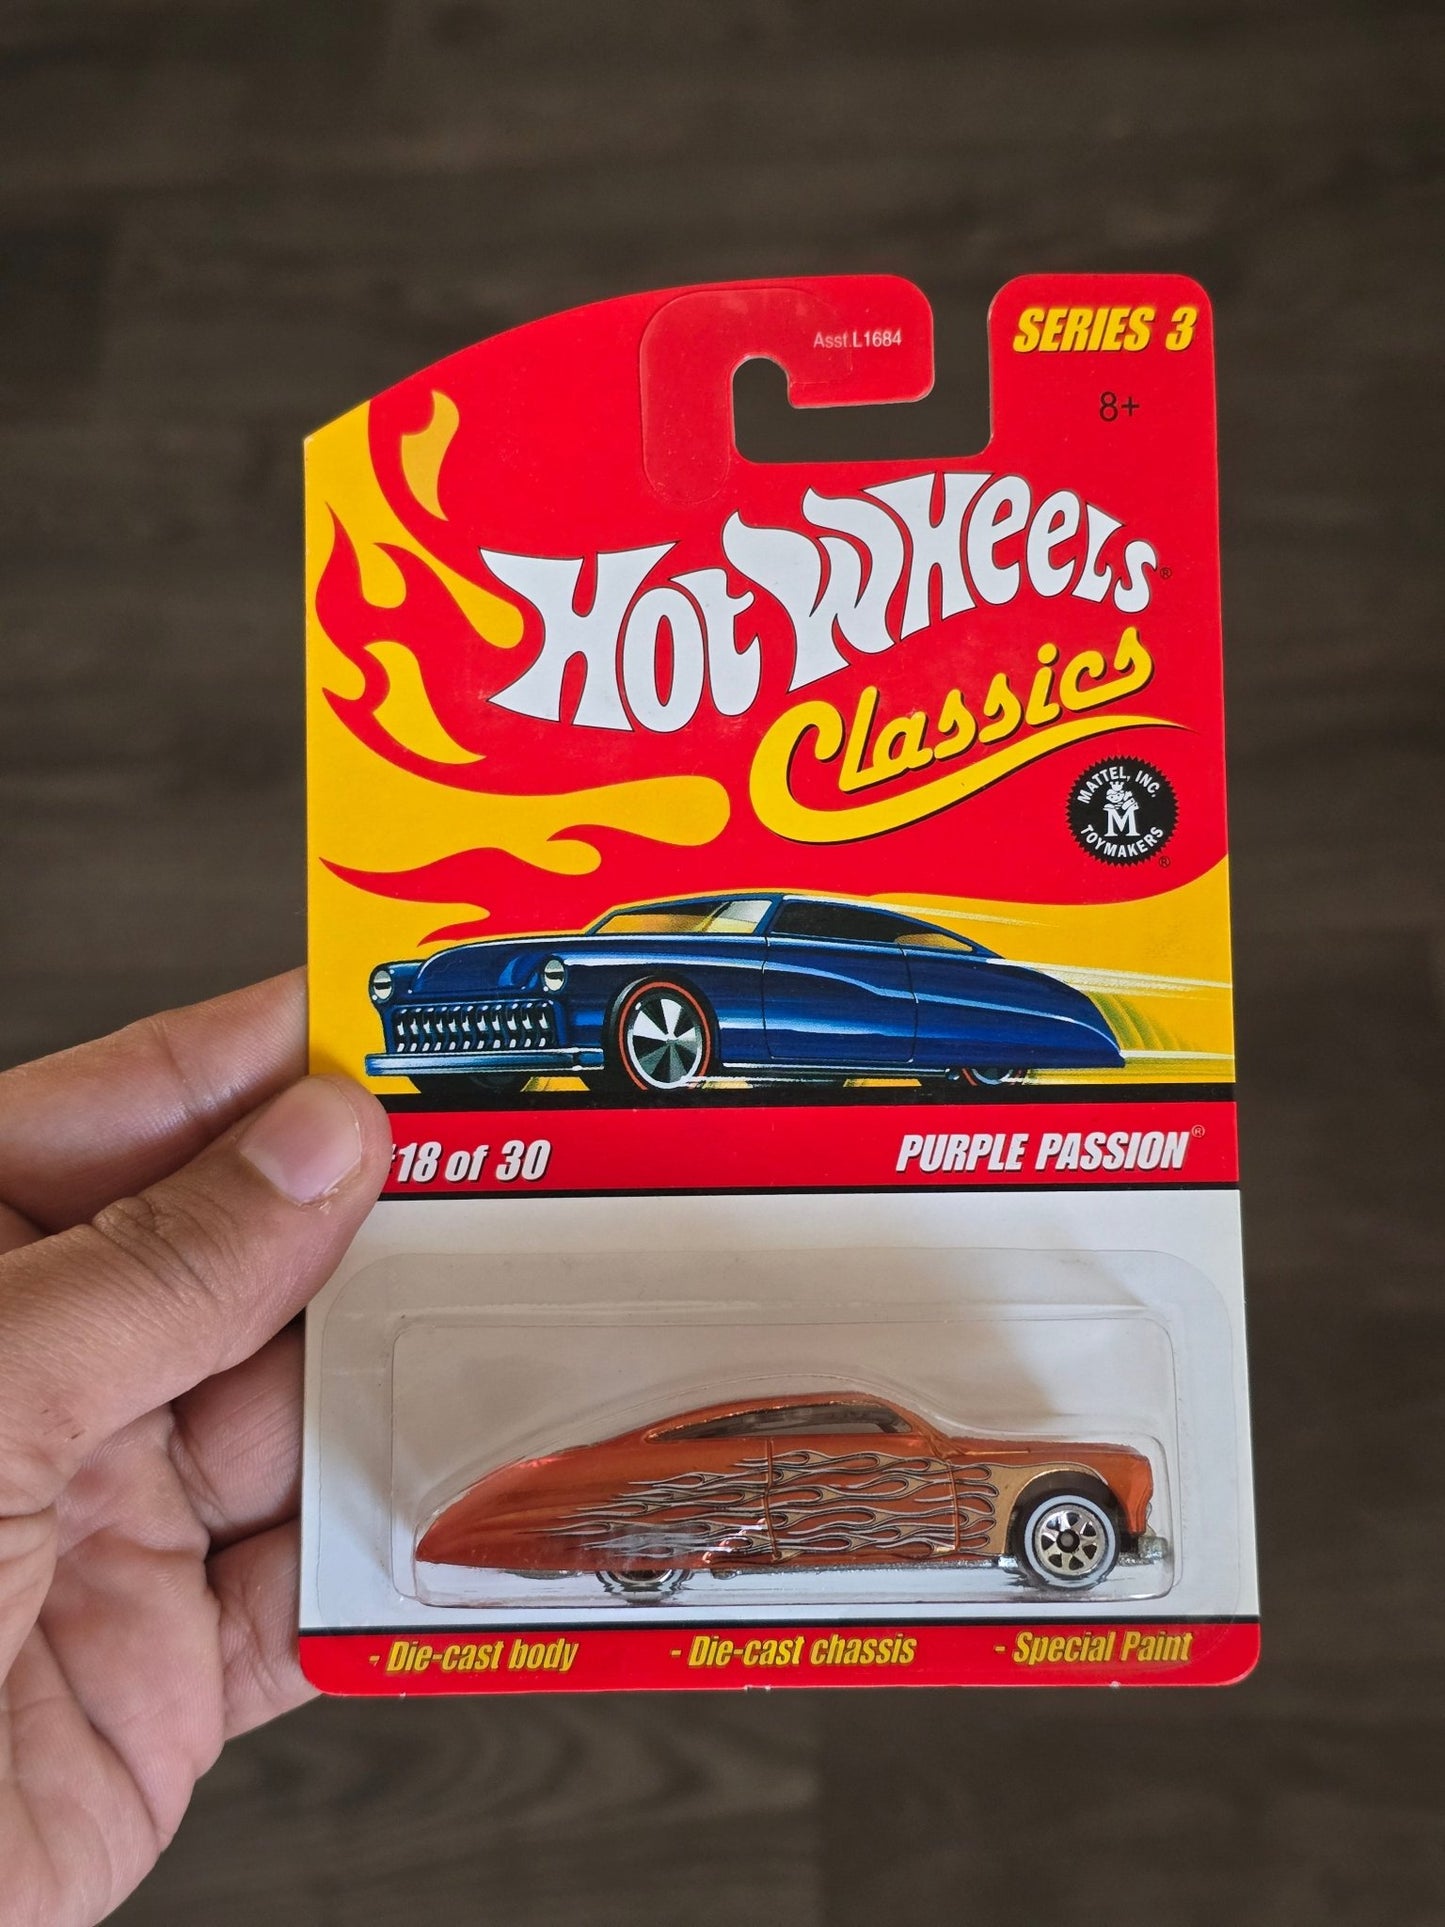 Asst.L1684
SERIES 3
8+
HOT WHEELS®
Classics
MATTEL, INC.
M
TOYMAKERS®
#18 of 30
PURPLE PASSION®
- Die-cast body - Die-cast chassis - Special Paint